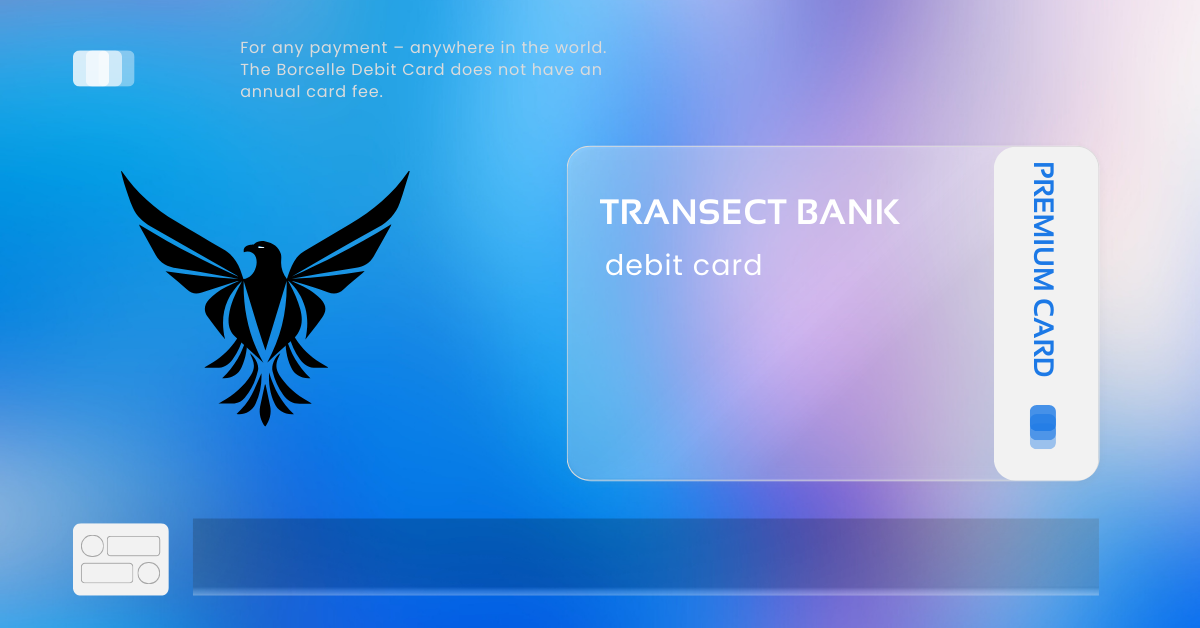 For any payment – anywhere in the world.
The Borcelle Debit Card does not have an
annual card fee.
TRANSECT BANK
debit card
PREMIUM CARD